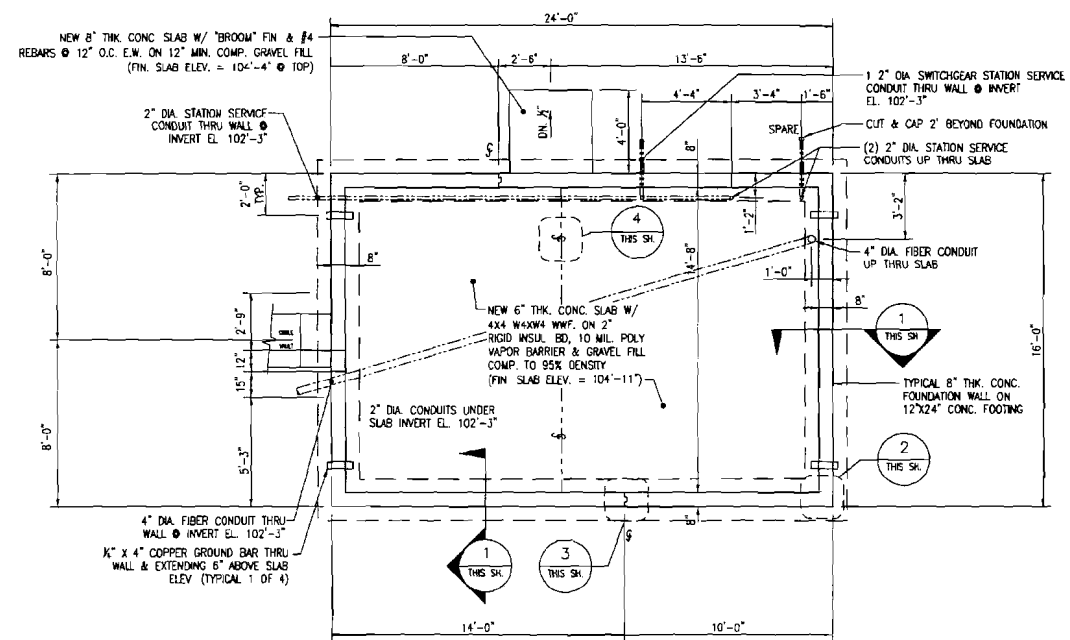 24'-0"
NEW 8" THK. CONC SLAB W/ "BROOM" FIN & #4
REBARS @ 12" O.C. E.W. ON 12" MIN. COMP. GRAVEL FILL
(FIN. SLAB ELEV. = 104'-4" @ TOP)
8'-0"
2'-6"
13'-6"
1 2" DIA SWITCHGEAR STATION SERVICE
CONDUIT THRU WALL @ INVERT
EL. 102'-3"
4'-4"
3'-4"
1'-6"
2" DIA. STATION SERVICE
CONDUIT THRU WALL @
INVERT EL 102'-3"
DN. ½"
4'-0"
8"
SPARE
CUT & CAP 2' BEYOND FOUNDATION
(2) 2" DIA. STATION SERVICE
CONDUITS UP THRU SLAB
2'-0"
TYP.
1'-2"
3'-2"
4
THIS SH.
4" DIA. FIBER CONDUIT
UP THRU SLAB
8'-0"
8"
14'-8"
1'-0"
8"
2'-9"
NEW 6" THK. CONC. SLAB W/
4X4 W4XW4 WWF. ON 2"
RIGID INSUL BD, 10 MIL. POLY
VAPOR BARRIER & GRAVEL FILL
COMP. TO 95% DENSITY
(FIN SLAB ELEV. = 104'-11")
1
THIS SH
16'-0"
CABLE
VAULT
12"
15"
TYPICAL 8" THK. CONC.
FOUNDATION WALL ON
12"X24" CONC. FOOTING
2" DIA. CONDUITS UNDER
SLAB INVERT EL. 102'-3"
8'-0"
5'-3"
2
THIS SH.
4" DIA. FIBER CONDUIT THRU
WALL @ INVERT EL. 102'-3"
8"
X 4" COPPER GROUND BAR THRU
WALL & EXTENDING 6" ABOVE SLAB
ELEV (TYPICAL 1 OF 4)
1
THIS SH.
3
THIS SH.
14'-0"
10'-0"